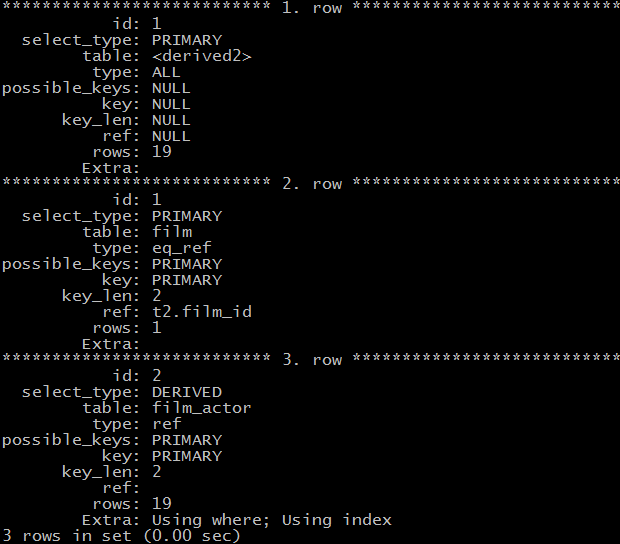 *************************** 1. row ***************************
id: 1
select_type: PRIMARY
table: <derived2>
type: ALL
possible_keys: NULL
key: NULL
key_len: NULL
ref: NULL
rows: 19
Extra:
*************************** 2. row ***************************
id: 1
select_type: PRIMARY
table: film
type: eq_ref
possible_keys: PRIMARY
key: PRIMARY
key_len: 2
ref: t2.film_id
rows: 1
Extra:
*************************** 3. row ***************************
id: 2
select_type: DERIVED
table: film_actor
type: ref
possible_keys: PRIMARY
key: PRIMARY
key_len: 2
ref:
rows: 19
Extra: Using where; Using index
3 rows in set (0.00 sec)